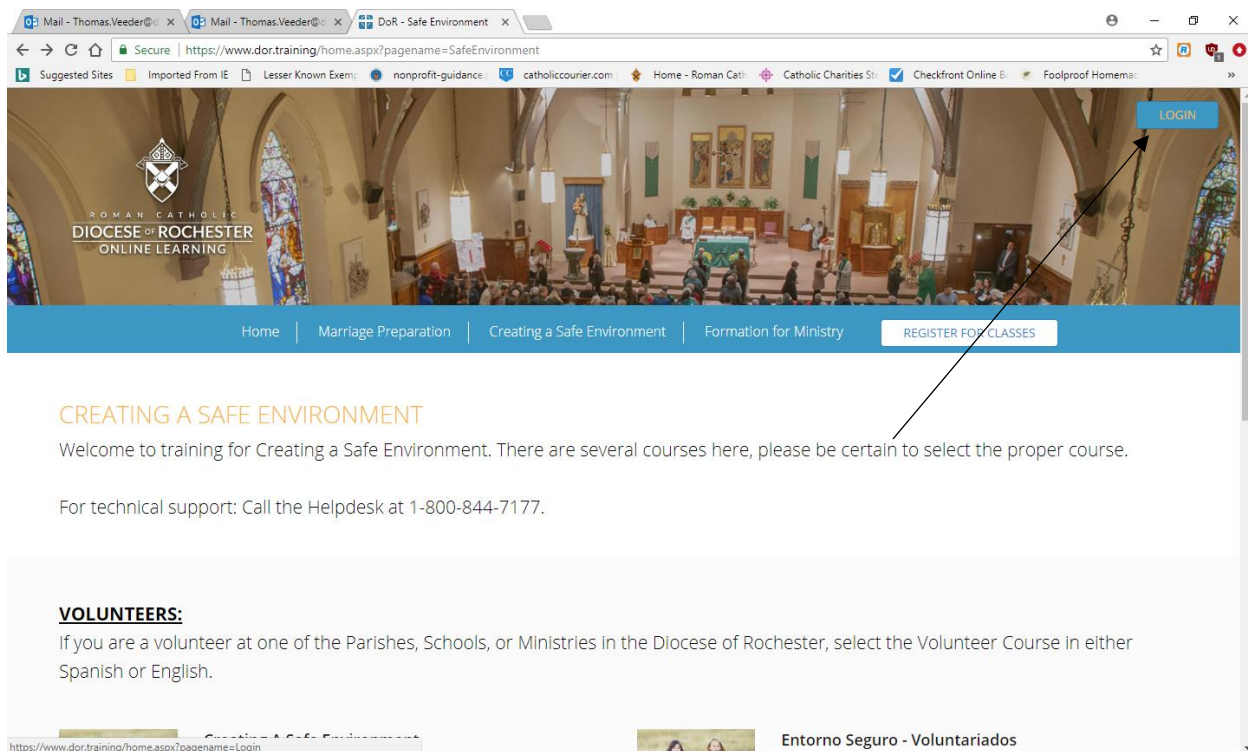 Mail - Thomas.Veeder@d
Mail - Thomas.Veeder@d
DoR - Safe Environment
Secure | https://www.dor.training/home.aspx?pagename=SafeEnvironment
Suggested Sites Imported From IE Lesser Known Exem nonprofit-guidance. catholiccourier.com Home - Roman Cath Catholic Charities St Checkfront Online B Foolproof Homemac »
LOGIN
ROMAN CATHOLIC
DIOCESE OF ROCHESTER
ONLINE LEARNING
Home | Marriage Preparation | Creating a Safe Environment | Formation for Ministry REGISTER FOR CLASSES
CREATING A SAFE ENVIRONMENT
Welcome to training for Creating a Safe Environment. There are several courses here, please be certain to select the proper course.
For technical support: Call the Helpdesk at 1-800-844-7177.
VOLUNTEERS:
If you are a volunteer at one of the Parishes, Schools, or Ministries in the Diocese of Rochester, select the Volunteer Course in either
Spanish or English.
Creating A Safe Environment
Entorno Seguro - Voluntariados
https://www.dor.training/home.aspx?pagename=Login